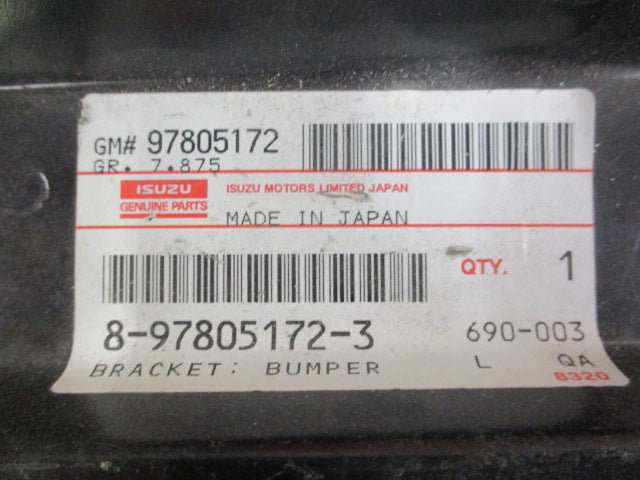 GM# 97805172
GR. 7.875
ISUZU
GENUINE PARTS
ISUZU MOTORS LIMITED JAPAN
MADE IN JAPAN
QTY. 1
8-97805172-3
690-003
BRACKET: BUMPER
L QA
8320